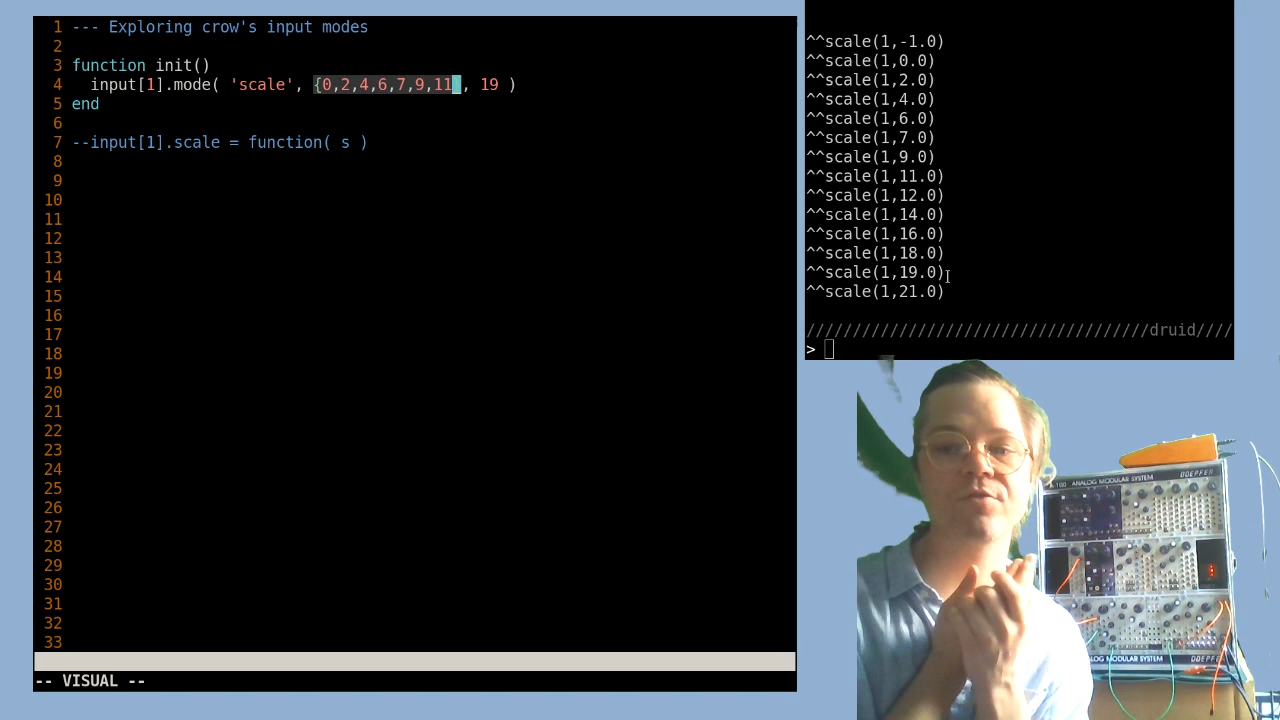 1 --- Exploring crow's input modes
2
3 function init()
4   input[1].mode( 'scale', {0,2,4,6,7,9,11}, 19 )
5 end
6
7 --input[1].scale = function( s )
8
9
10
11
12
13
14
15
16
17
18
19
20
21
22
23
24
25
26
27
28
29
30
31
32
33
-- VISUAL --
^^scale(1,-1.0)
^^scale(1,0.0)
^^scale(1,2.0)
^^scale(1,4.0)
^^scale(1,6.0)
^^scale(1,7.0)
^^scale(1,9.0)
^^scale(1,11.0)
^^scale(1,12.0)
^^scale(1,14.0)
^^scale(1,16.0)
^^scale(1,18.0)
^^scale(1,19.0)
^^scale(1,21.0)
/////////////////////////////////////druid////
>
ANALOG MODULAR SYSTEM DOEPFER
ALOG MODULAR SYSTEM DOEPFE